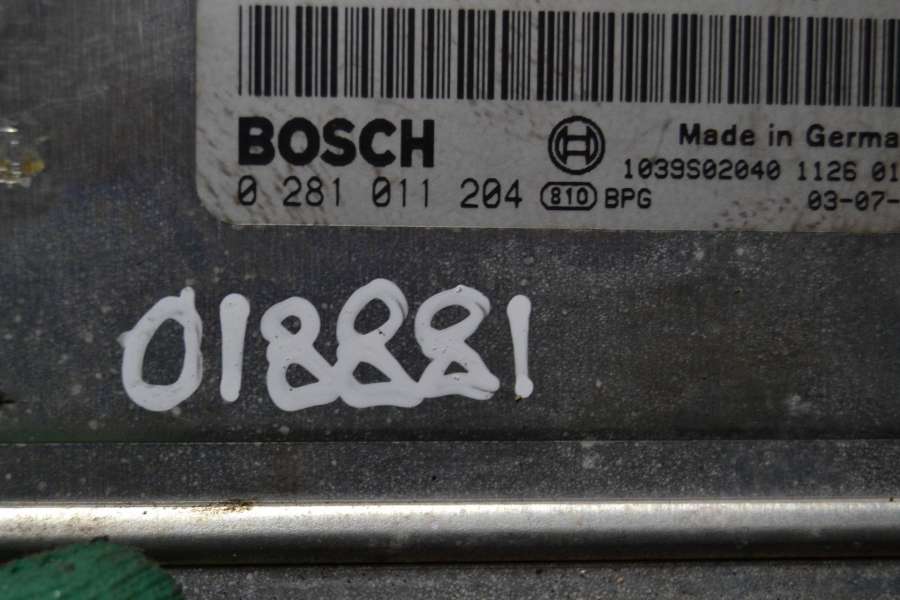 BOSCH
Made in Germa
1039S02040 1126 01
0 281 011 204 810 BPG
03-07-
018881